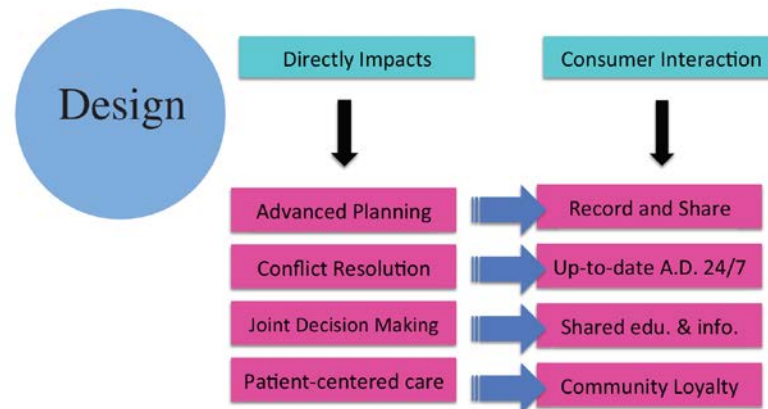 Design
Directly Impacts
Consumer Interaction
Advanced Planning
Record and Share
Conflict Resolution
Up-to-date A.D. 24/7
Joint Decision Making
Shared edu. & info.
Patient-centered care
Community Loyalty